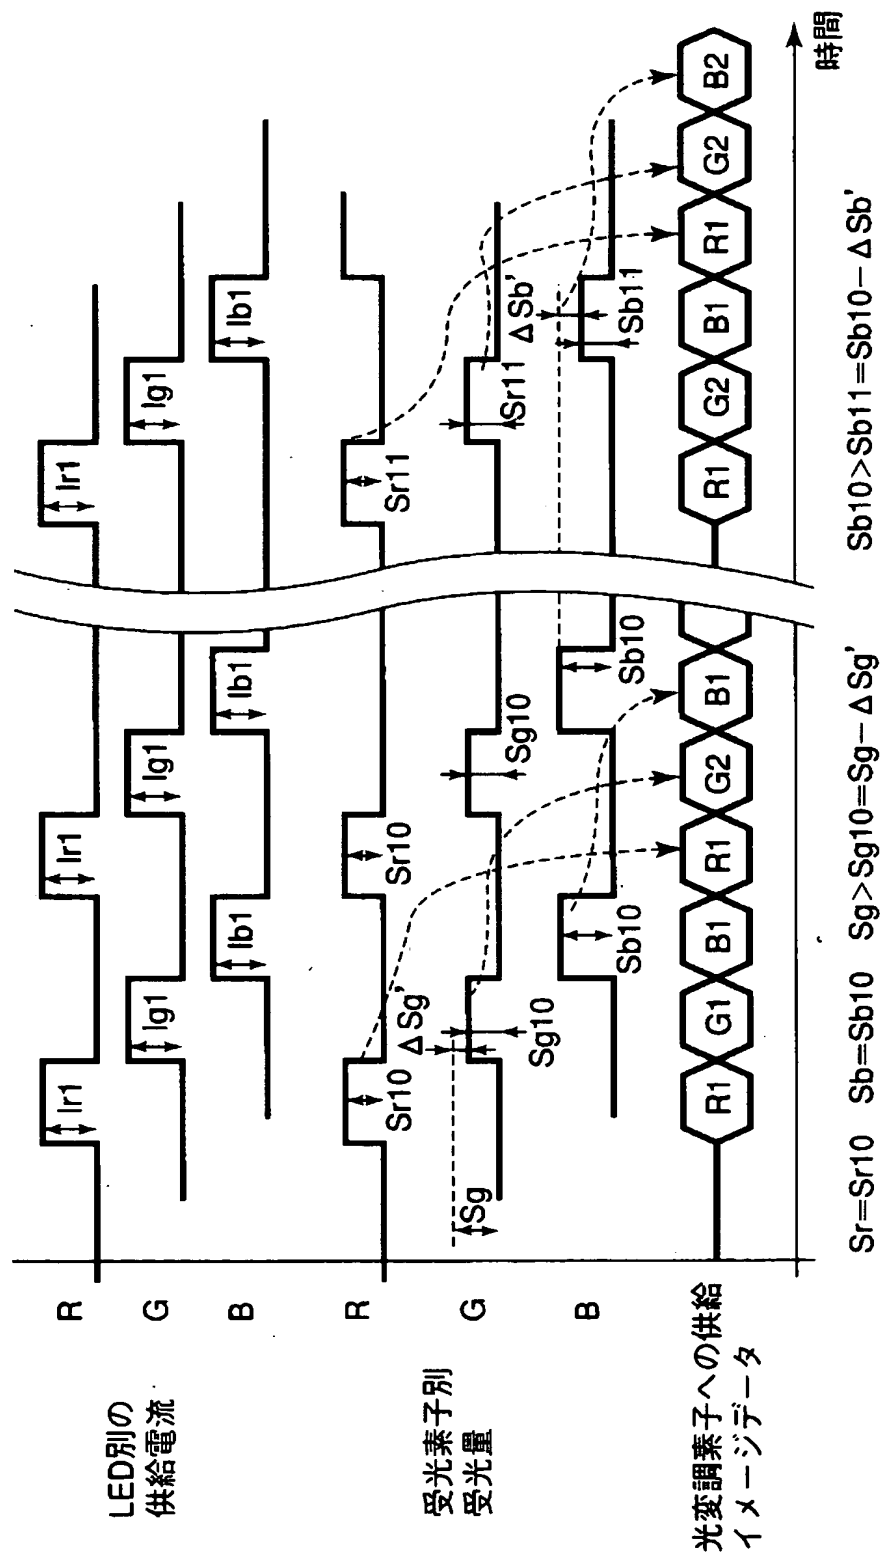 LED別の
供給電流
R
Ir1
Ir1
Ir1
G
Ig1
Ig1
Ig1
B
Ib1
Ib1
Ib1
受光素子別
受光量
R
Sr10
Sr10
Sr11
G
Sg
ΔSg'
Sg10
Sg10
Sr11
B
Sb10
Sb10
ΔSb'
Sb11
光変調素子への供給
イメージデータ
R1 G1 B1 R1 G2 B1 R1 G2 B1 R1 G2 B2
時間
Sr=Sr10 Sb=Sb10 Sg>Sg10=Sg-ΔSg' Sb10>Sb11=Sb10-ΔSb'